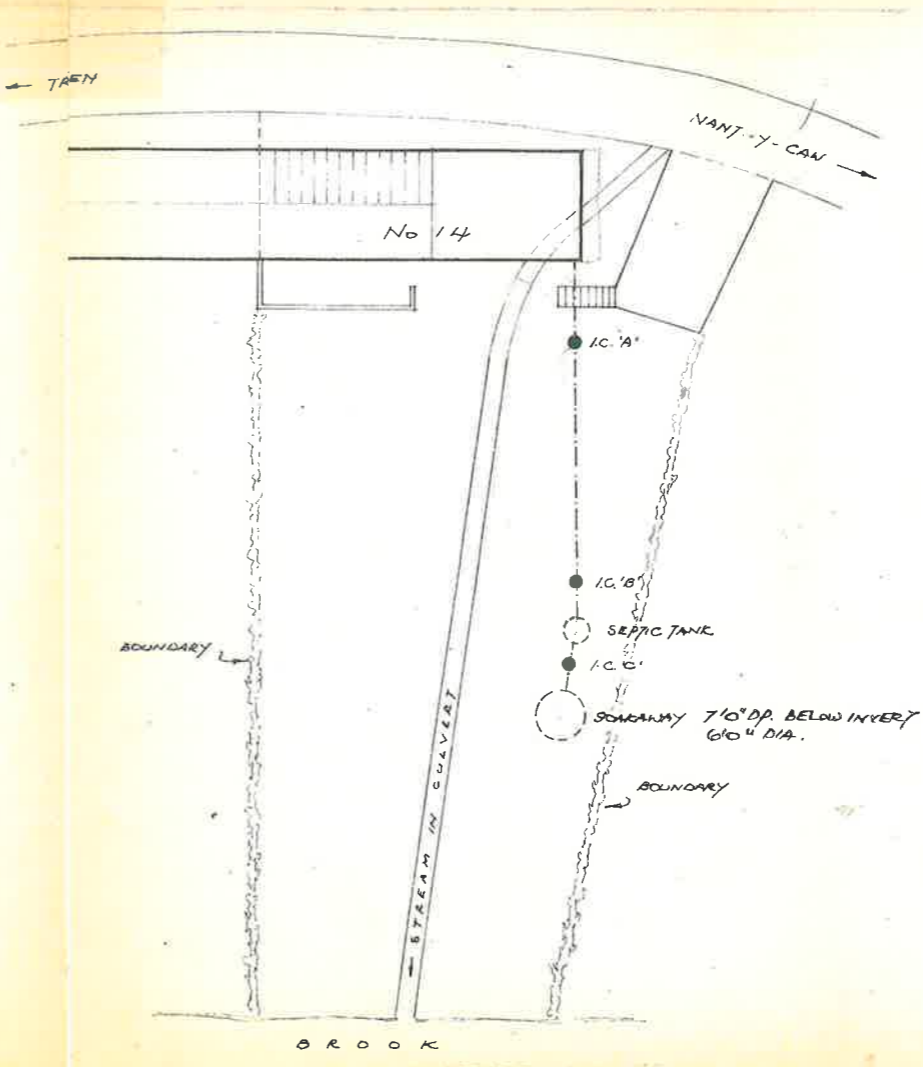 ← TREN
NANT-Y-CAN →
No 14
I.C. 'A'
I.C. 'B'
SEPTIC TANK
I.C. 'C'
BOUNDARY
SOAKAWAY 7'0" DP. BELOW INVERT
6'0" DIA.
BOUNDARY
← STREAM IN CULVERT
BROOK